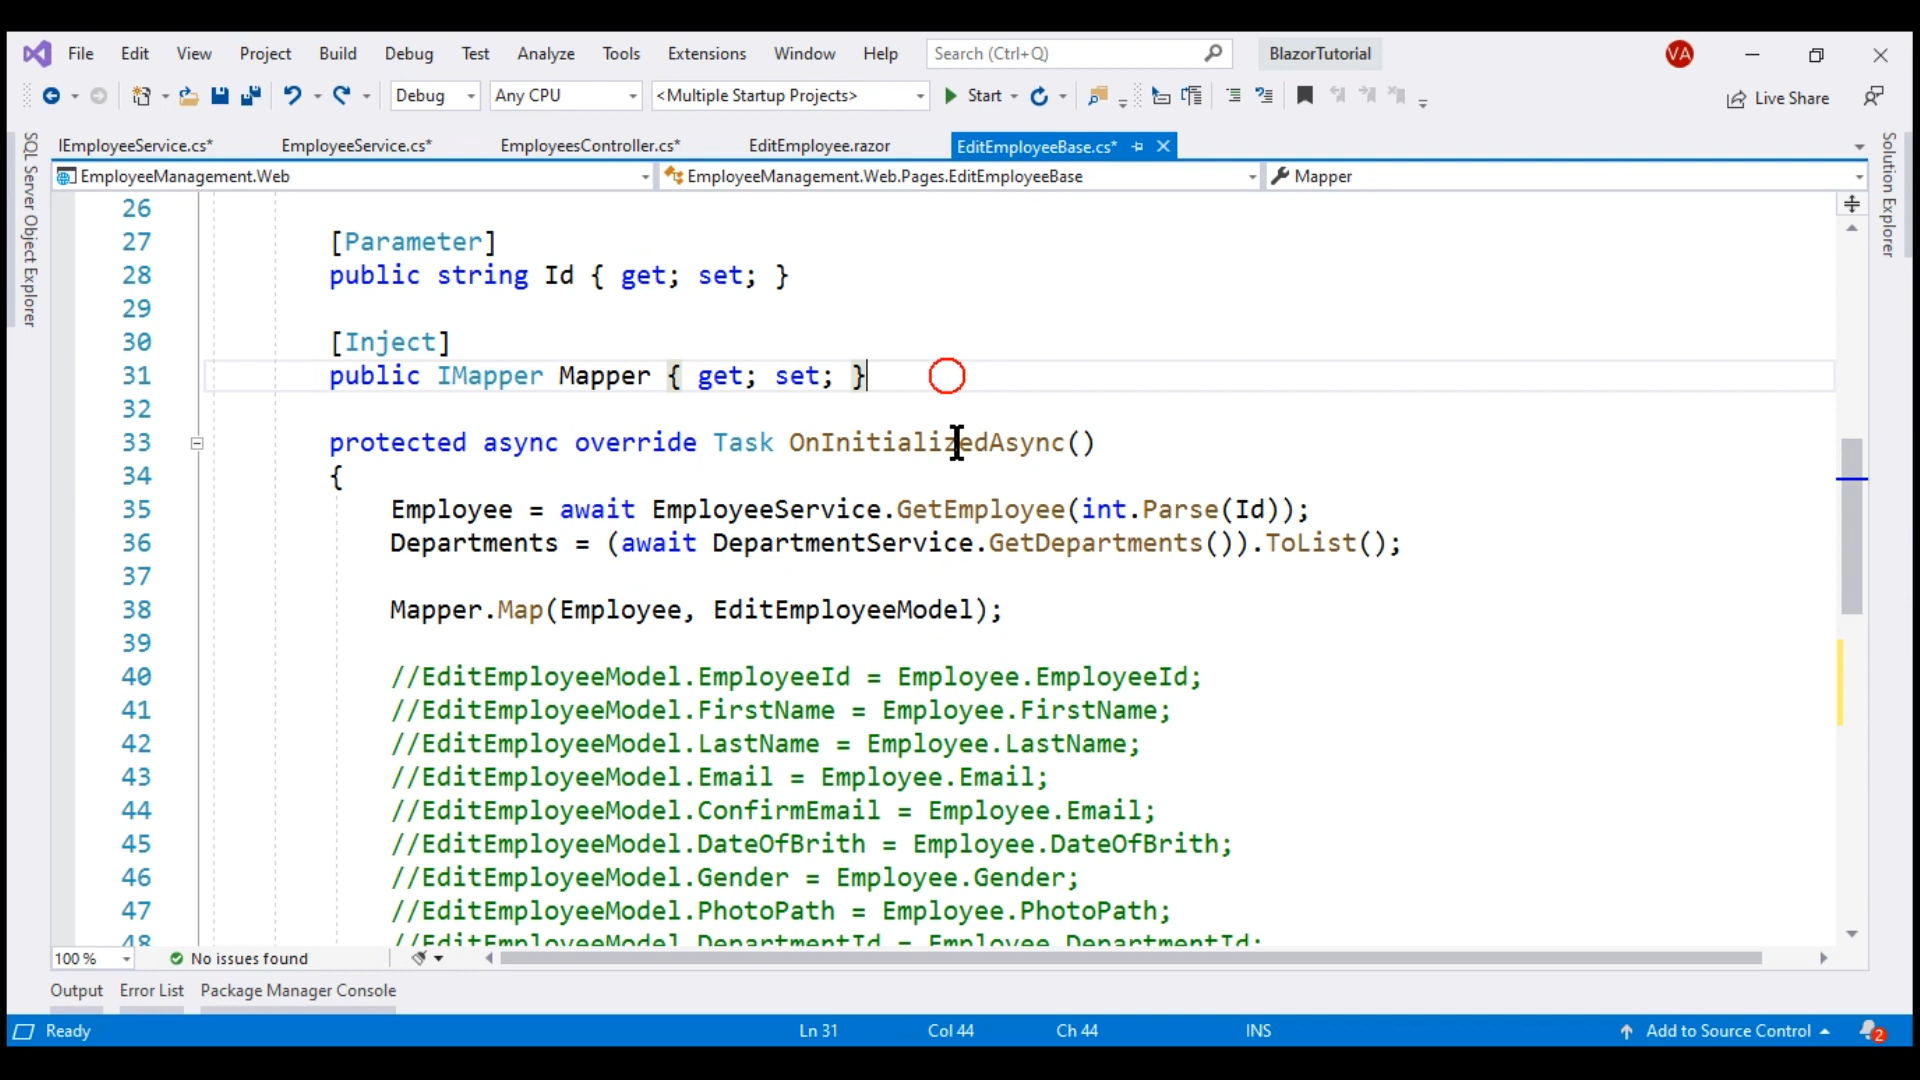 File Edit View Project Build Debug Test Analyze Tools Extensions Window Help Search (Ctrl+Q) BlazorTutorial VA
Debug Any CPU <Multiple Startup Projects> Start Live Share
IEmployeeService.cs* EmployeeService.cs* EmployeesController.cs* EditEmployee.razor EditEmployeeBase.cs*
EmployeeManagement.Web EmployeeManagement.Web.Pages.EditEmployeeBase Mapper
SQL Server Object Explorer
Solution Explorer
26
27 [Parameter]
28 public string Id { get; set; }
29
30 [Inject]
31 public IMapper Mapper { get; set; }
32
33 protected async override Task OnInitializedAsync()
34 {
35 Employee = await EmployeeService.GetEmployee(int.Parse(Id));
36 Departments = (await DepartmentService.GetDepartments()).ToList();
37
38 Mapper.Map(Employee, EditEmployeeModel);
39
40 //EditEmployeeModel.EmployeeId = Employee.EmployeeId;
41 //EditEmployeeModel.FirstName = Employee.FirstName;
42 //EditEmployeeModel.LastName = Employee.LastName;
43 //EditEmployeeModel.Email = Employee.Email;
44 //EditEmployeeModel.ConfirmEmail = Employee.Email;
45 //EditEmployeeModel.DateOfBrith = Employee.DateOfBrith;
46 //EditEmployeeModel.Gender = Employee.Gender;
47 //EditEmployeeModel.PhotoPath = Employee.PhotoPath;
48 //EditEmployeeModel.DepartmentId = Employee.DepartmentId;
100 % No issues found
Output Error List Package Manager Console
Ready Ln 31 Col 44 Ch 44 INS Add to Source Control 2